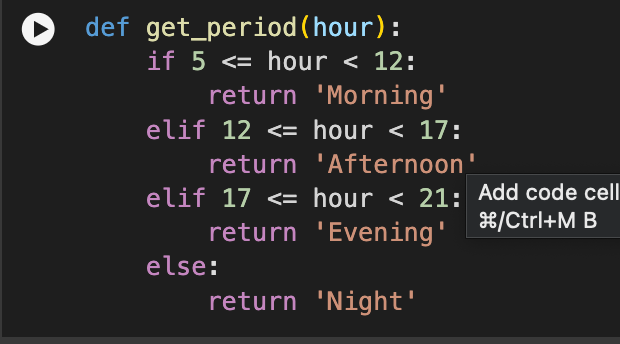 def get_period(hour):
    if 5 <= hour < 12:
        return 'Morning'
    elif 12 <= hour < 17:
        return 'Afternoon'
    elif 17 <= hour < 21:
        return 'Evening'
    else:
        return 'Night'
Add code cell
⌘/Ctrl+M B